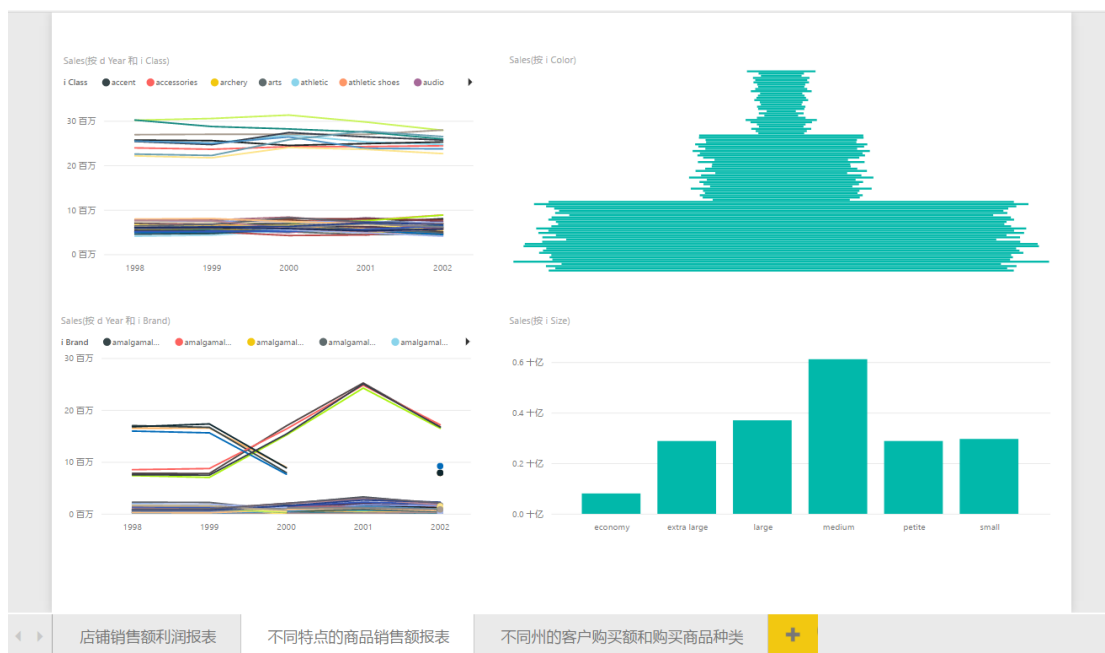 Sales(按 d Year 和 i Class)
i Class accent accessories archery arts athletic athletic shoes audio
30 百万
20 百万
10 百万
0 百万
1998 1999 2000 2001 2002
Sales(按 i Color)
Sales(按 d Year 和 i Brand)
i Brand amalgamal... amalgamal... amalgamal... amalgamal... amalgamal...
30 百万
20 百万
10 百万
0 百万
1998 1999 2000 2001 2002
Sales(按 i Size)
0.6 十亿
0.4 十亿
0.2 十亿
0.0 十亿
economy extra large large medium petite small
店铺销售额利润报表 不同特点的商品销售额报表 不同州的客户购买额和购买商品种类